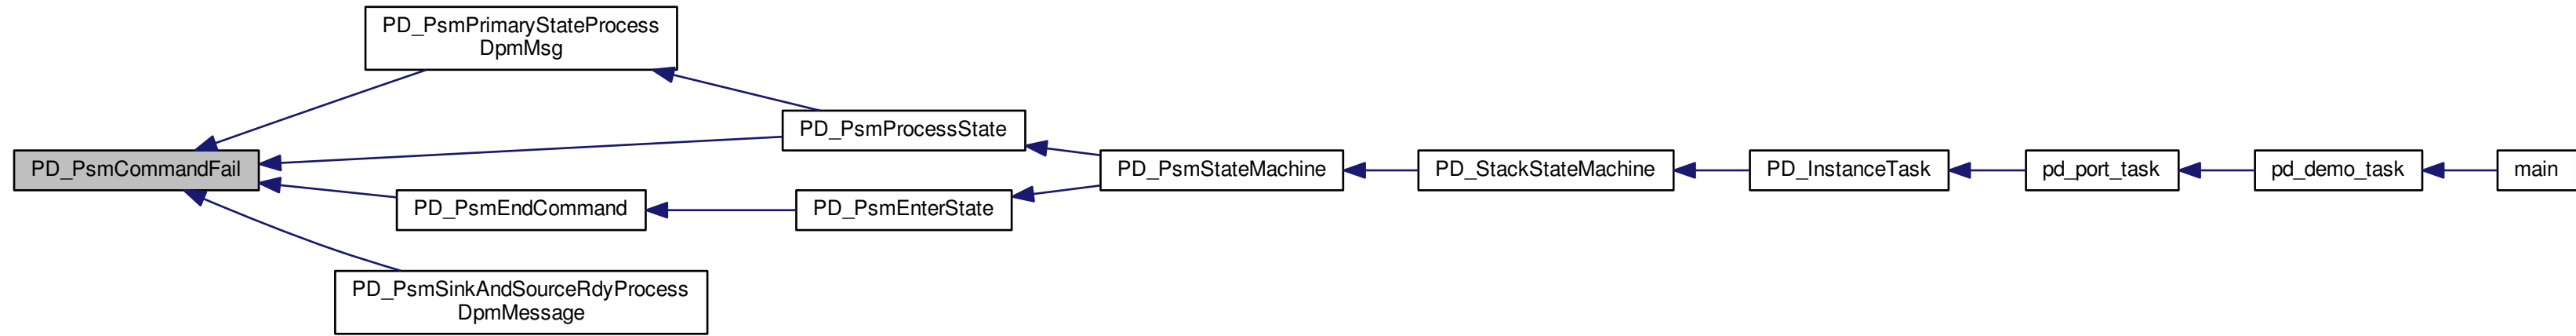 PD_PsmPrimaryStateProcess
DpmMsg
PD_PsmProcessState
PD_PsmCommandFail
PD_PsmStateMachine
PD_StackStateMachine
PD_InstanceTask
pd_port_task
pd_demo_task
main
PD_PsmEndCommand
PD_PsmEnterState
PD_PsmSinkAndSourceRdyProcess
DpmMessage